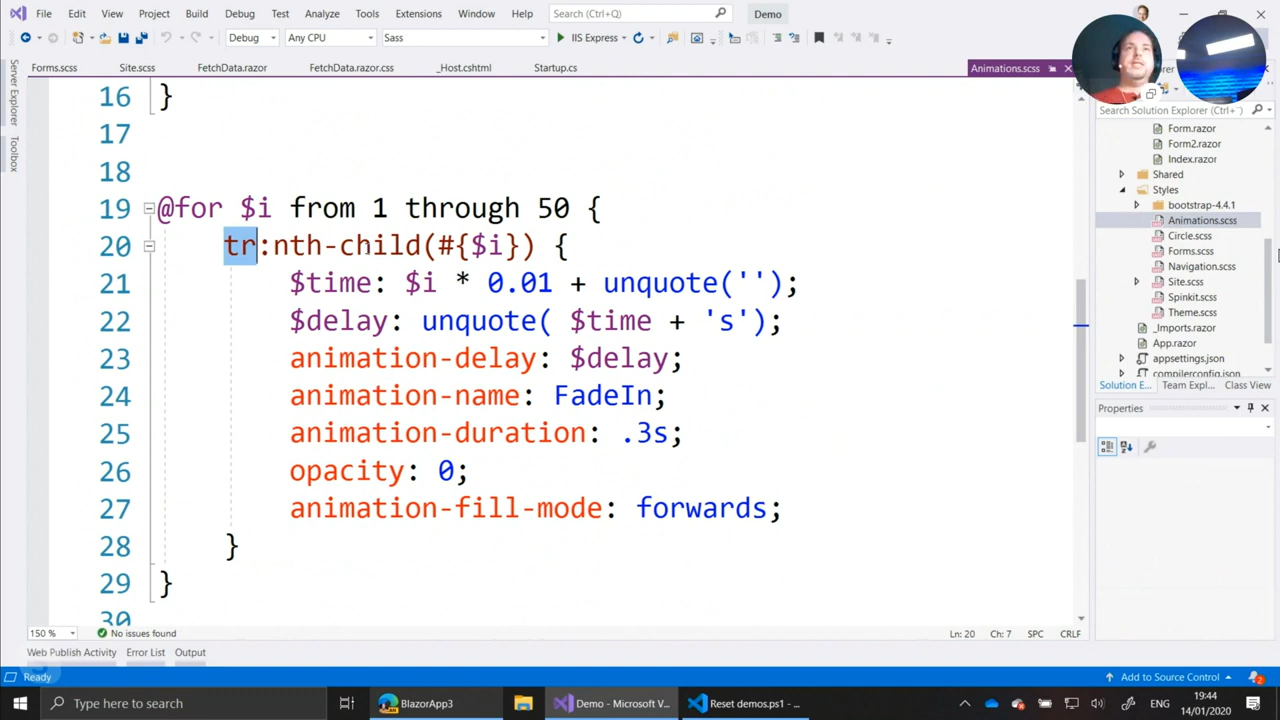 File Edit View Project Build Debug Test Analyze Tools Extensions Window Help Search (Ctrl+Q) Demo
Debug Any CPU Sass IIS Express
Forms.scss Site.scss FetchData.razor FetchData.razor.css _Host.cshtml Startup.cs Animations.scss
Server Explorer
Toolbox
16 }
17
18
19 @for $i from 1 through 50 {
20 tr:nth-child(#{$i}) {
21 $time: $i * 0.01 + unquote('');
22 $delay: unquote( $time + 's');
23 animation-delay: $delay;
24 animation-name: FadeIn;
25 animation-duration: .3s;
26 opacity: 0;
27 animation-fill-mode: forwards;
28 }
29 }
30
Search Solution Explorer (Ctrl+
Form.razor
Form2.razor
Index.razor
Shared
Styles
bootstrap-4.4.1
Animations.scss
Circle.scss
Forms.scss
Navigation.scss
Site.scss
Spinkit.scss
Theme.scss
_Imports.razor
App.razor
appsettings.json
compilerconfig.json
Solution E... Team Expl... Class View
Properties
150 % No issues found Ln: 20 Ch: 7 SPC CRLF
Web Publish Activity Error List Output
Ready Add to Source Control 2
Type here to search BlazorApp3 Demo - Microsoft V... Reset demos.ps1 - ... ENG 19:44
14/01/2020